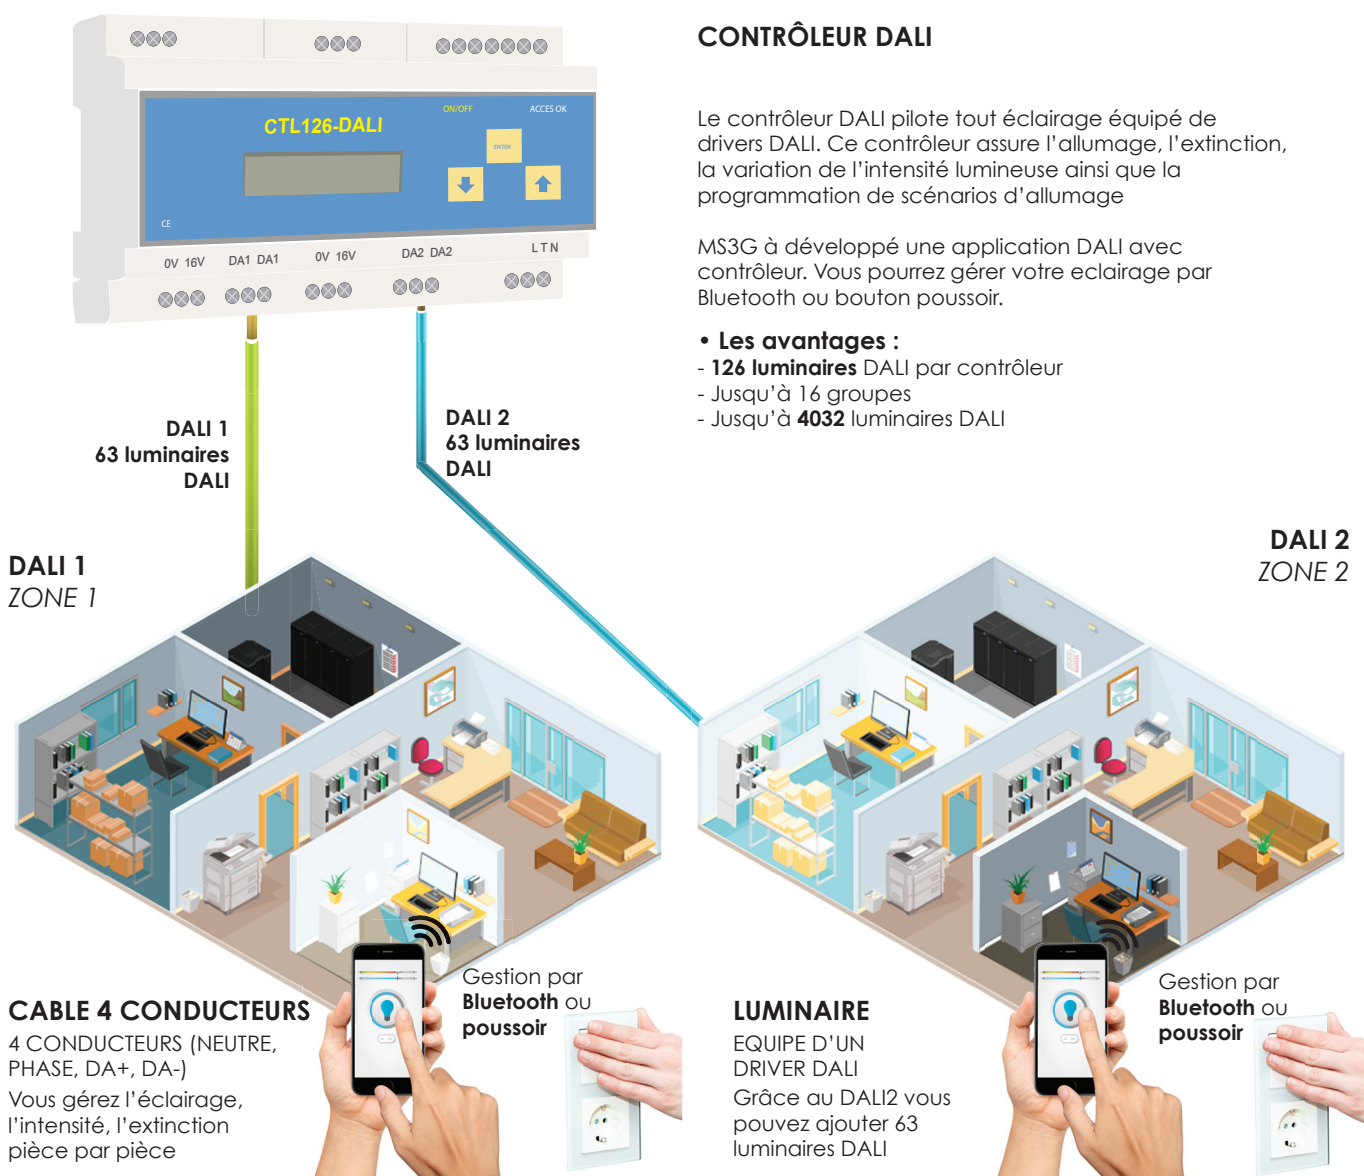 CONTRÔLEUR DALI
Le contrôleur DALI pilote tout éclairage équipé de
drivers DALI. Ce contrôleur assure l'allumage, l'extinction,
la variation de l'intensité lumineuse ainsi que la
programmation de scénarios d'allumage
MS3G à développé une application DALI avec
contrôleur. Vous pourrez gérer votre eclairage par
Bluetooth ou bouton poussoir.
• Les avantages :
- 126 luminaires DALI par contrôleur
- Jusqu'à 16 groupes
- Jusqu'à 4032 luminaires DALI
ON/OFF
ACCES OK
CTL126-DALI
ENTER
CE
0V 16V
DA1 DA1
0V 16V
DA2 DA2
L T N
DALI 1
63 luminaires
DALI
DALI 2
63 luminaires
DALI
DALI 1
ZONE 1
DALI 2
ZONE 2
CABLE 4 CONDUCTEURS
4 CONDUCTEURS (NEUTRE,
PHASE, DA+, DA-)
Vous gérez l'éclairage,
l'intensité, l'extinction
pièce par pièce
Gestion par
Bluetooth ou
poussoir
LUMINAIRE
EQUIPE D'UN
DRIVER DALI
Grâce au DALI2 vous
pouvez ajouter 63
luminaires DALI
Gestion par
Bluetooth ou
poussoir